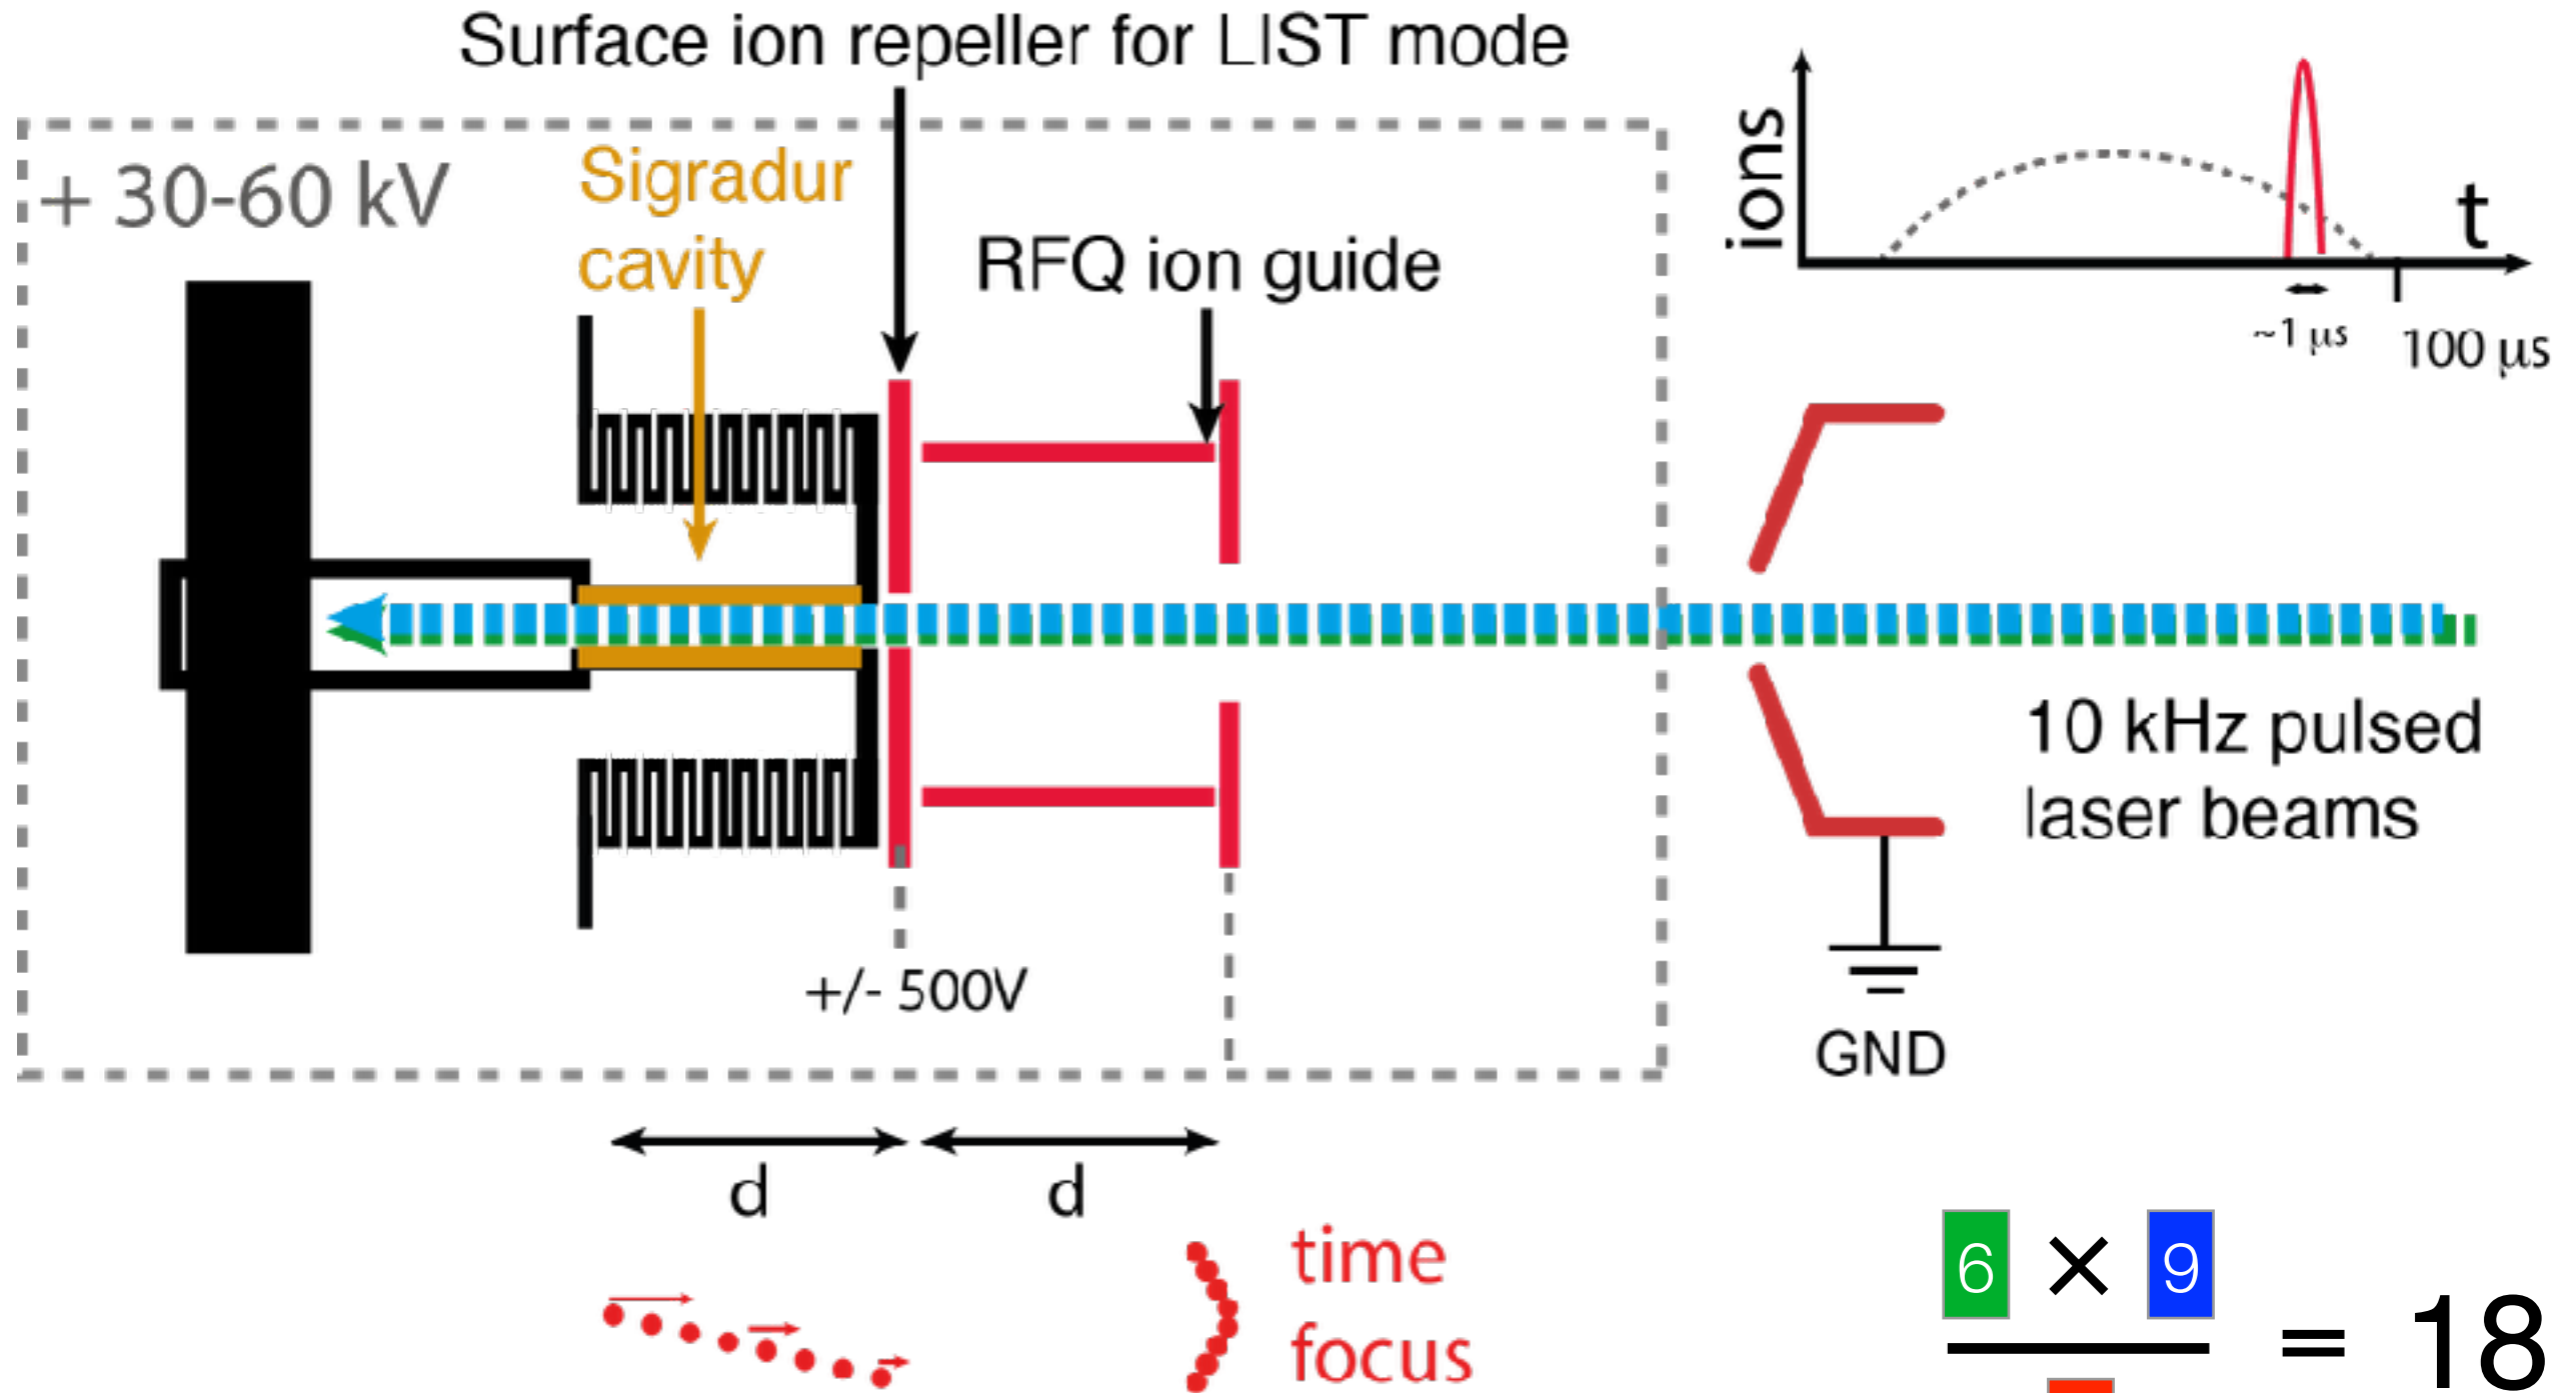 Surface ion repeller for LIST mode
+ 30-60 kV
Sigradur
cavity
RFQ ion guide
ions
t
~1 µs
100 µs
10 kHz pulsed
laser beams
+/- 500V
GND
d
d
time
focus
6 × 9
= 18